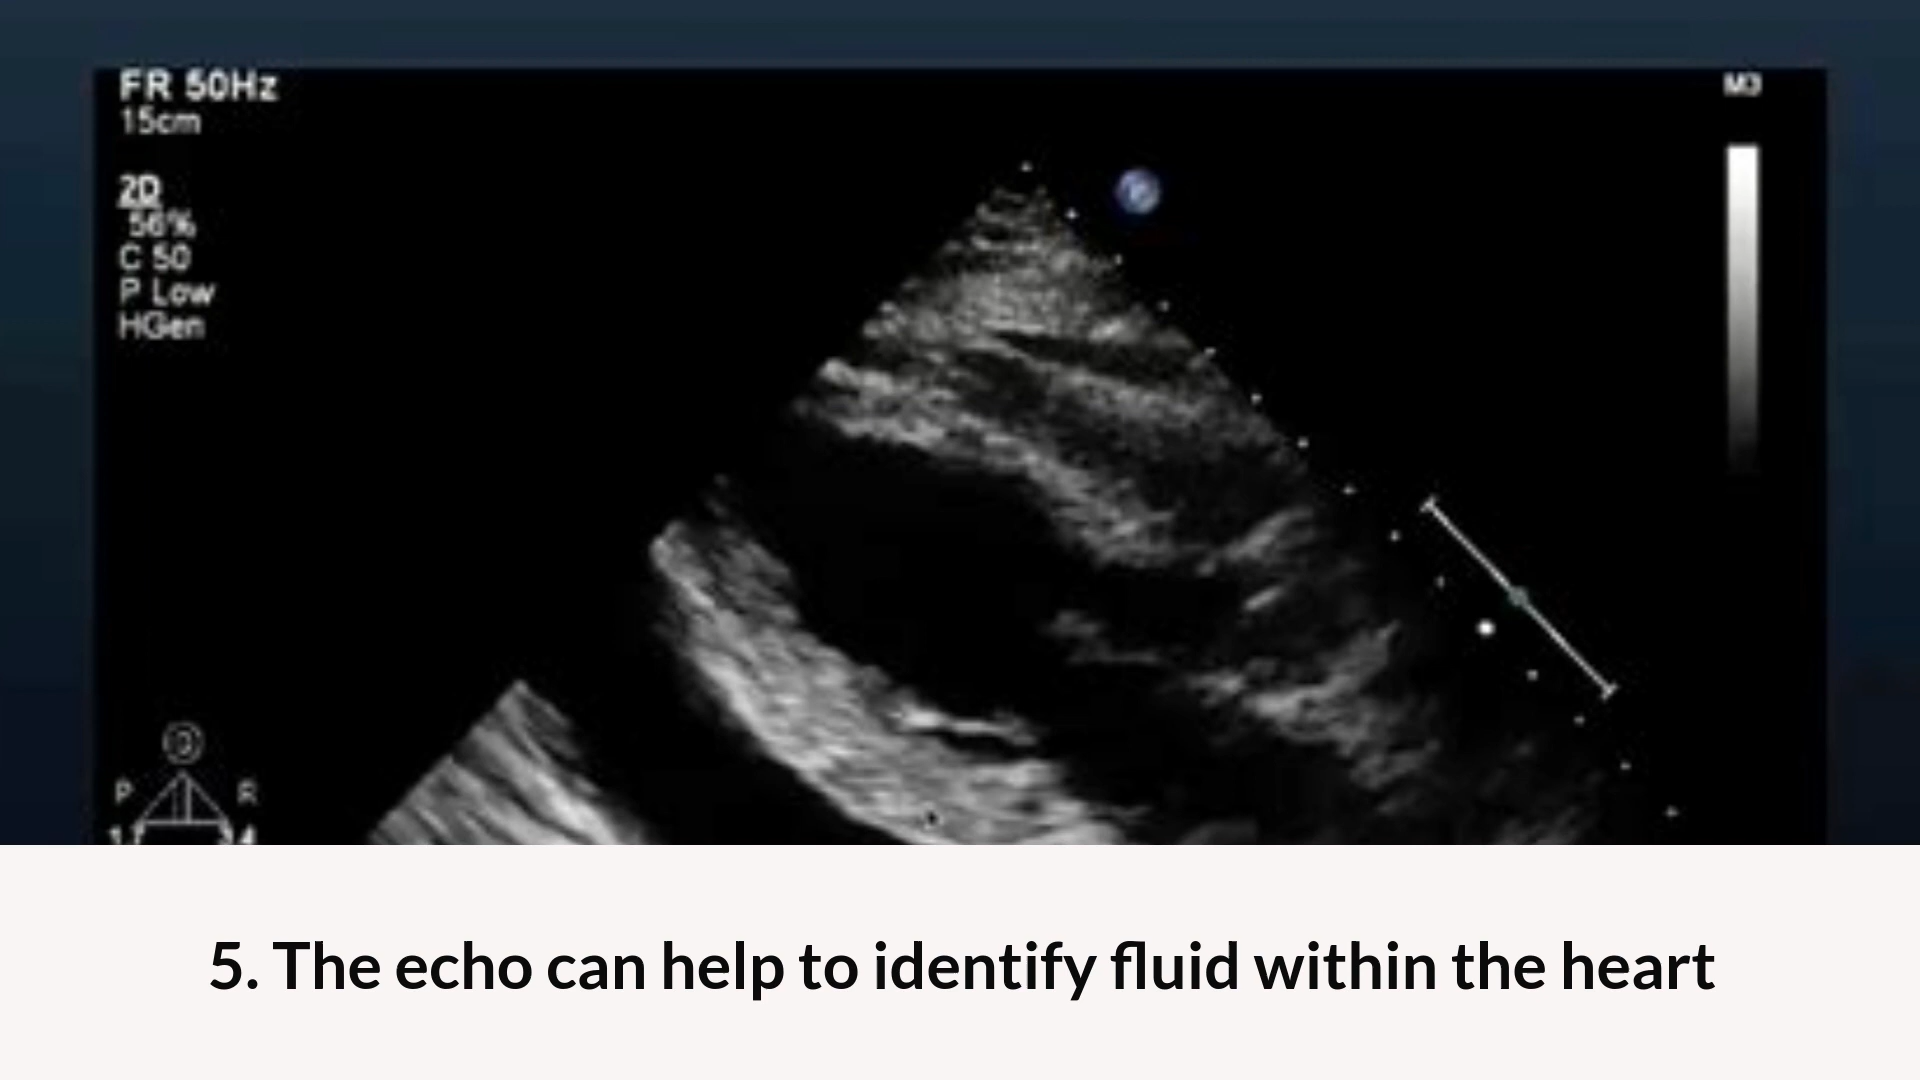 FR 50Hz
15cm
M3
2D
56%
C 50
P Low
HGen
P R
5. The echo can help to identify fluid within the heart